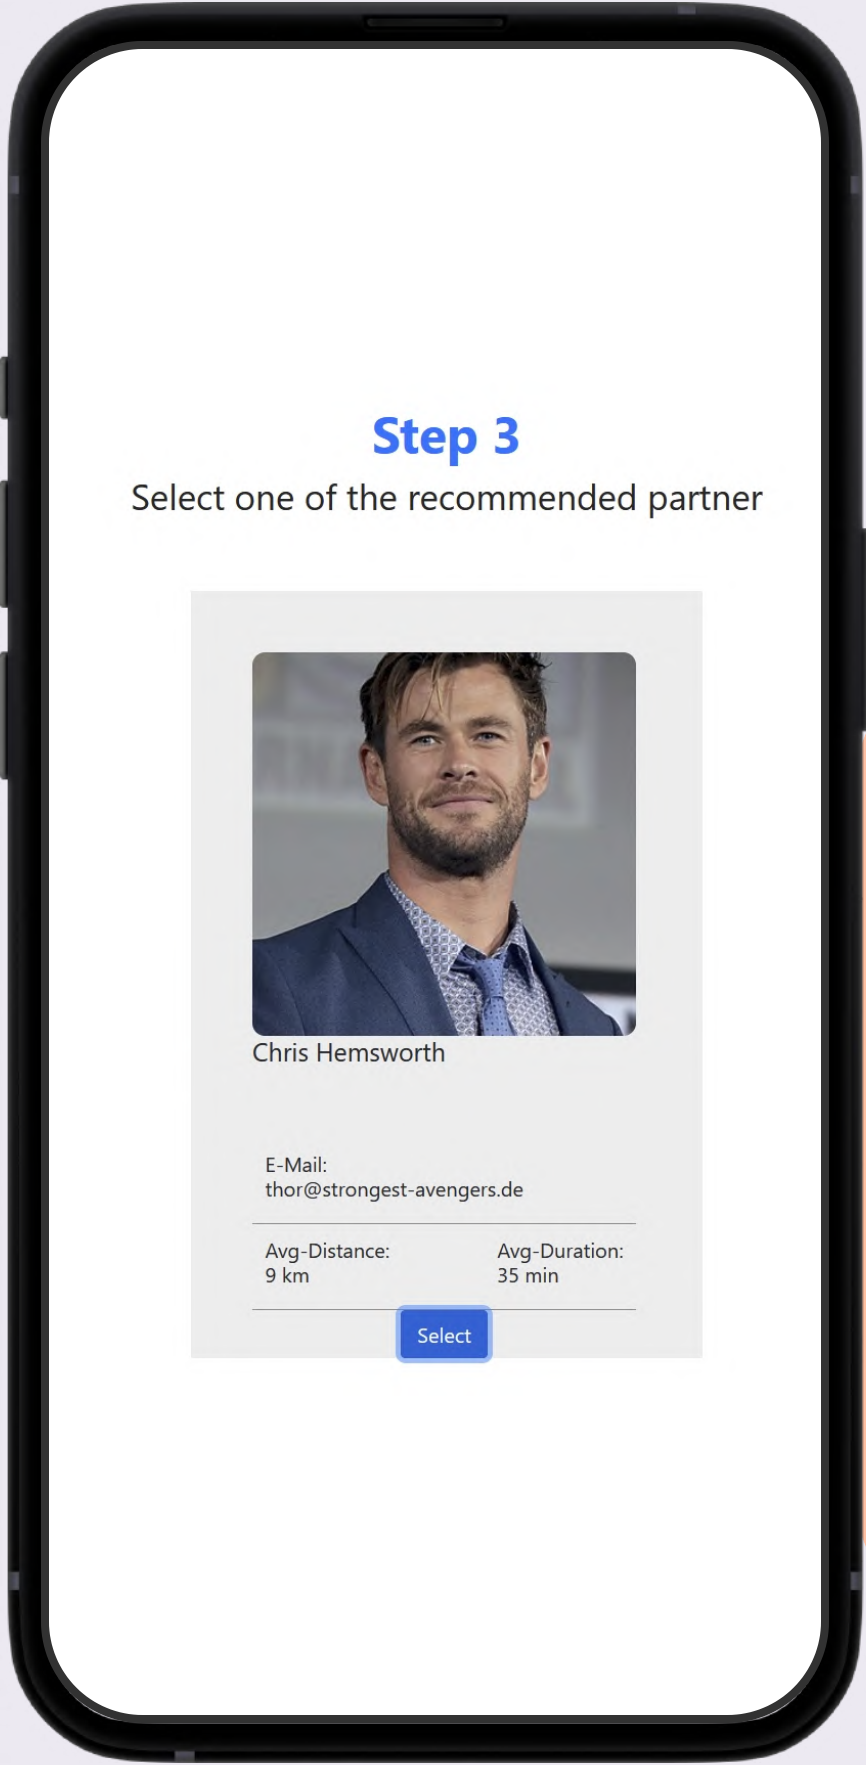 Step 3
Select one of the recommended partner
Chris Hemsworth
E-Mail:
thor@strongest-avengers.de
Avg-Distance:
9 km
Avg-Duration:
35 min
Select